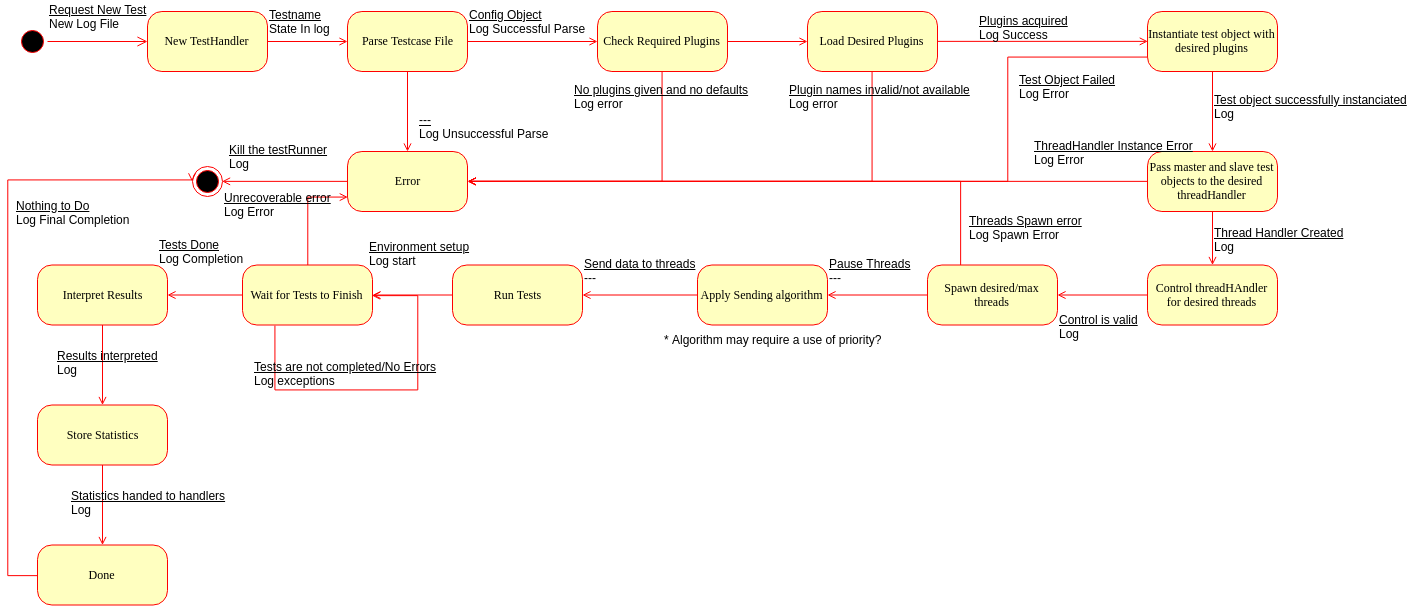 Request New Test
New Log File
New TestHandler
Testname
State In log
Parse Testcase File
Config Object
Log Successful Parse
Check Required Plugins
Load Desired Plugins
Plugins acquired
Log Success
Instantiate test object with
desired plugins
No plugins given and no defaults
Log error
Plugin names invalid/not available
Log error
Test Object Failed
Log Error
Test object successfully instanciated
Log
---
Log Unsuccessful Parse
Kill the testRunner
Log
Error
ThreadHandler Instance Error
Log Error
Pass master and slave test
objects to the desired
threadHandler
Unrecoverable error
Log Error
Nothing to Do
Log Final Completion
Threads Spawn error
Log Spawn Error
Thread Handler Created
Log
Tests Done
Log Completion
Environment setup
Log start
Send data to threads
---
Pause Threads
---
Interpret Results
Wait for Tests to Finish
Run Tests
Apply Sending algorithm
Spawn desired/max
threads
Control threadHAndler
for desired threads
Control is valid
Log
* Algorithm may require a use of priority?
Results interpreted
Log
Tests are not completed/No Errors
Log exceptions
Store Statistics
Statistics handed to handlers
Log
Done